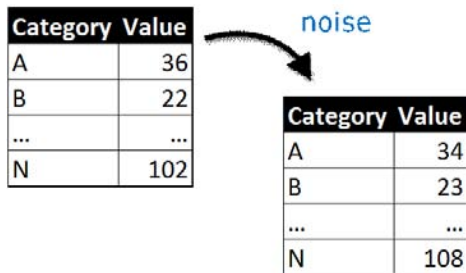 Category Value
A 36
B 22
... ...
N 102
noise
Category Value
A 34
B 23
... ...
N 108